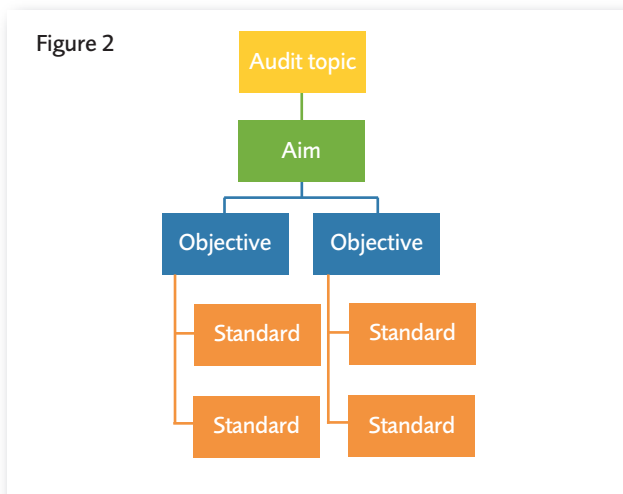 Figure 2
Audit topic
Aim
Objective
Objective
Standard
Standard
Standard
Standard